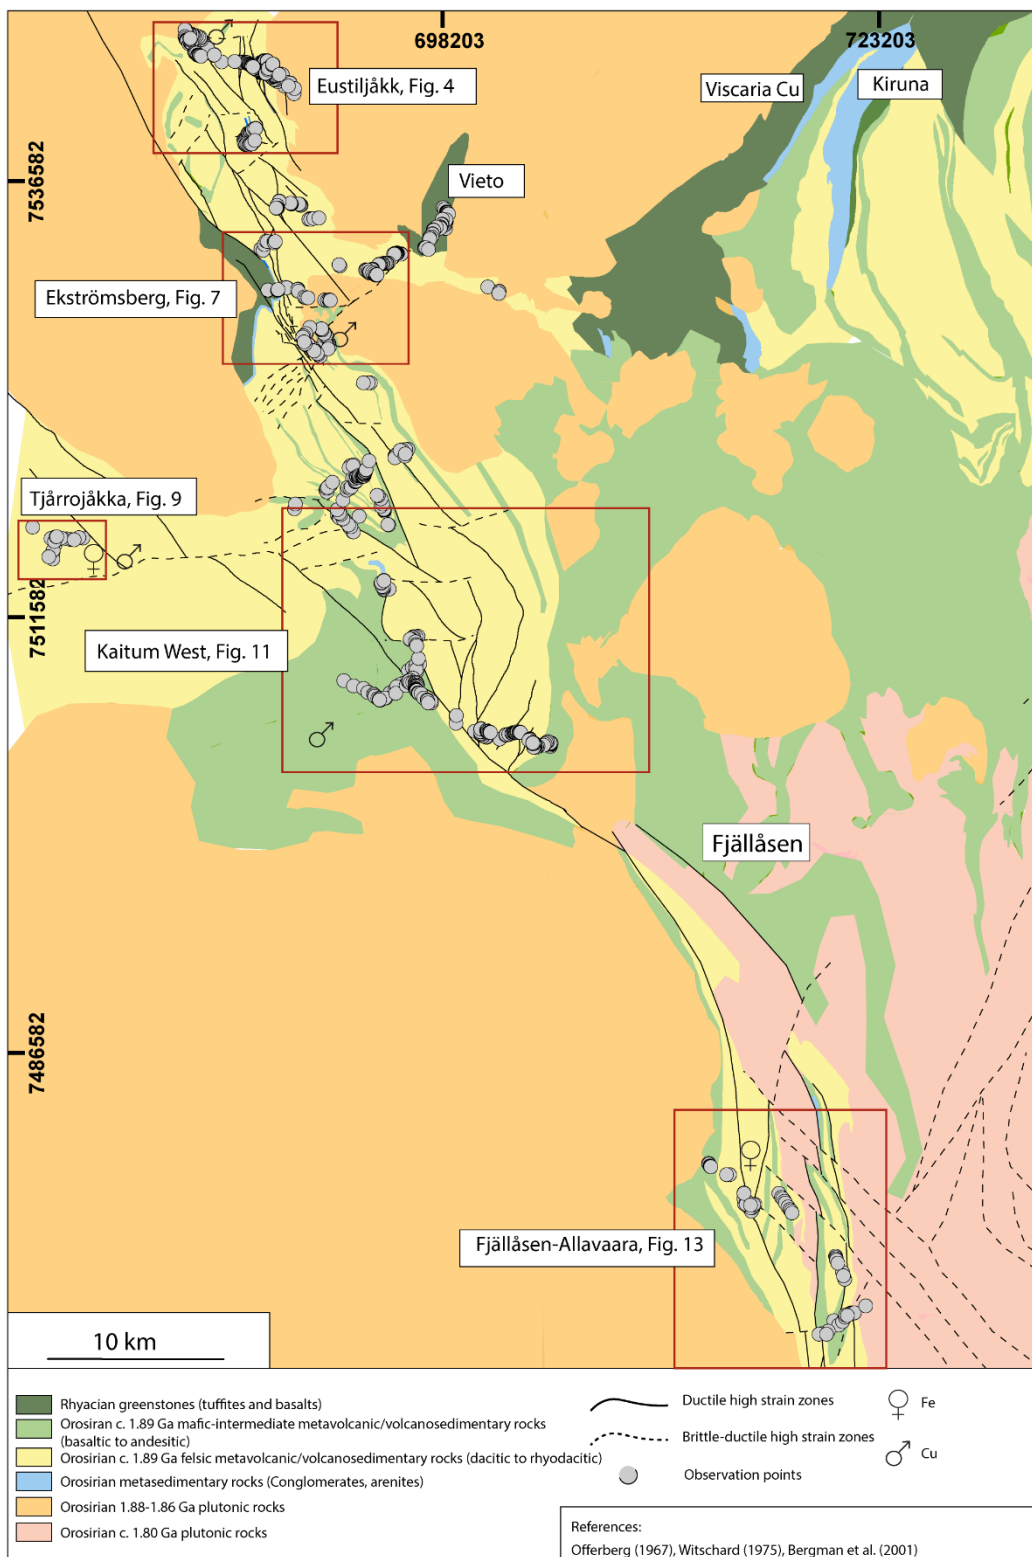 698203
723203
Eustiljåkk, Fig. 4
Viscaria Cu
Kiruna
7536582
Vieto
Ekströmsberg, Fig. 7
Tjårrojåkka, Fig. 9
7511582
Kaitum West, Fig. 11
Fjällåsen
7486582
Fjällåsen-Allavaara, Fig. 13
10 km
Rhyacian greenstones (tuffites and basalts)
Orosiran c. 1.89 Ga mafic-intermediate metavolcanic/volcanosedimentary rocks
(basaltic to andesitic)
Orosirian c. 1.89 Ga felsic metavolcanic/volcanosedimentary rocks (dacitic to rhyodacitic)
Orosirian metasedimentary rocks (Conglomerates, arenites)
Orosirian 1.88-1.86 Ga plutonic rocks
Orosirian c. 1.80 Ga plutonic rocks
Ductile high strain zones
Brittle-ductile high strain zones
Observation points
Fe
Cu
References:
Offerberg (1967), Witschard (1975), Bergman et al. (2001)